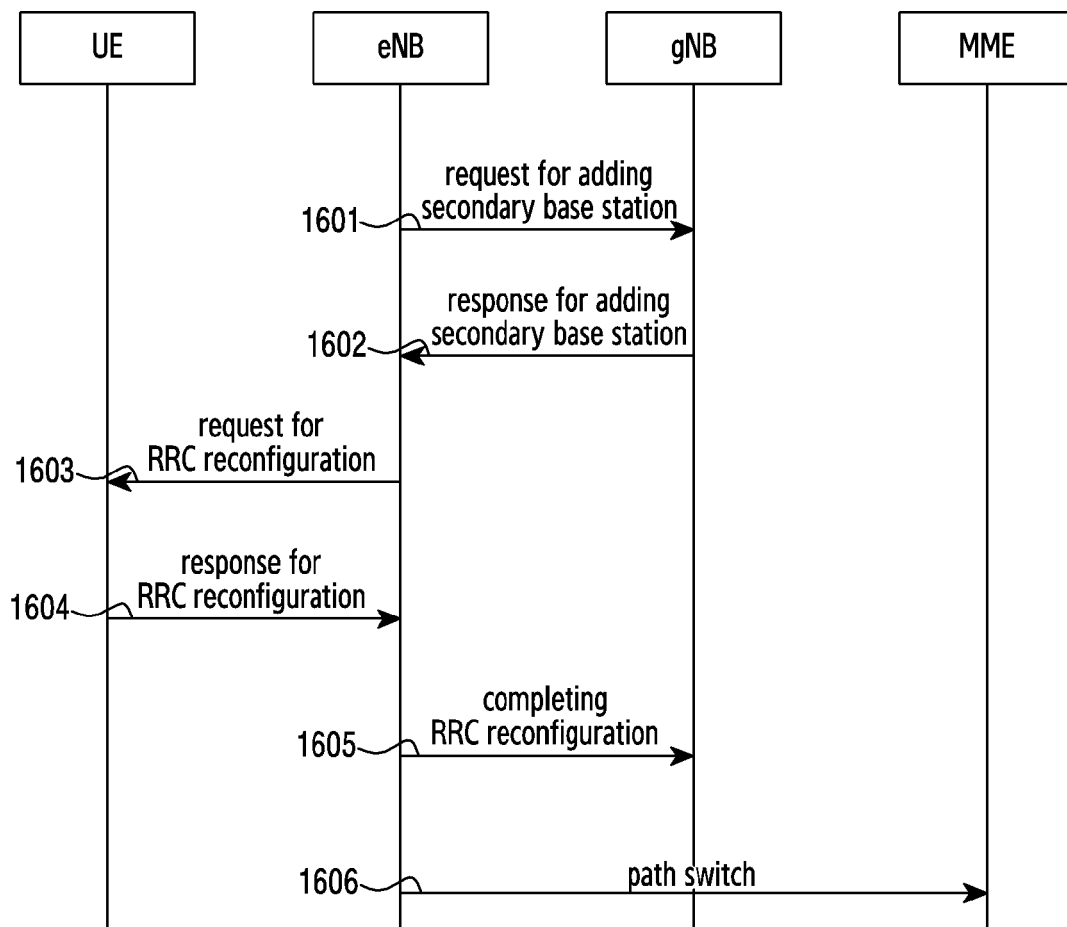 UE
eNB
gNB
MME
request for adding
secondary base station
1601
response for adding
secondary base station
1602
request for
RRC reconfiguration
1603
response for
RRC reconfiguration
1604
completing
RRC reconfiguration
1605
path switch
1606